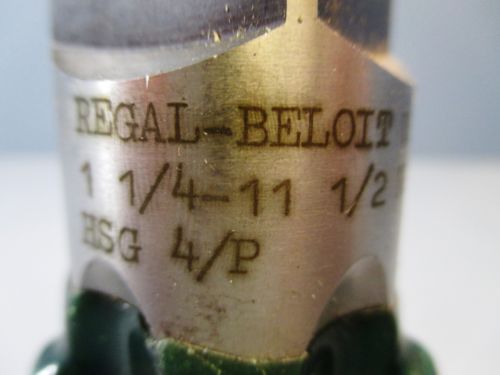 REGAL-BELOIT
1 1/4-11 1/2
HSG 4/P